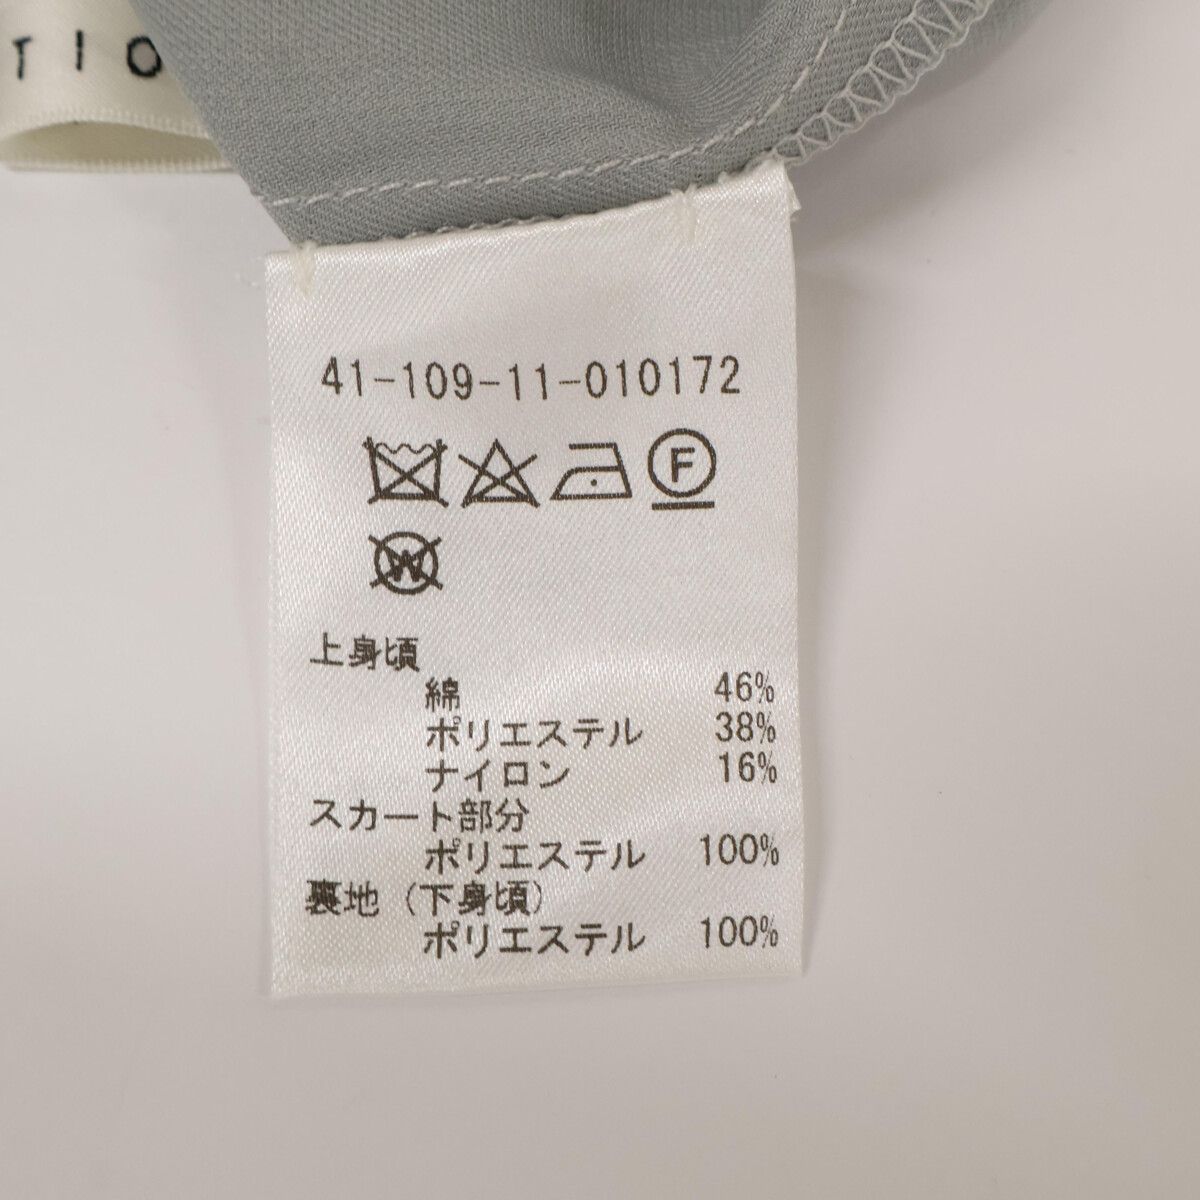 TIO
41-109-11-010172
F
W
上身頃
綿 46%
ポリエステル 38%
ナイロン 16%
スカート部分
ポリエステル 100%
裏地(下身頃)
ポリエステル 100%